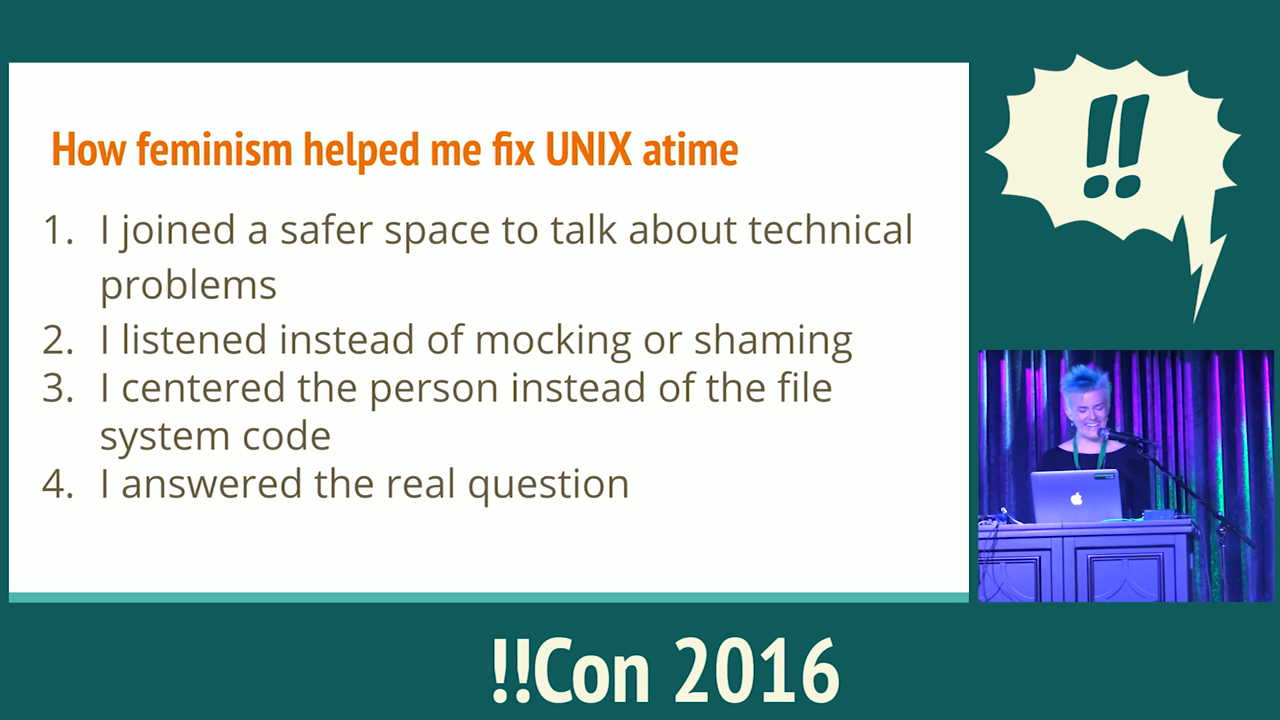 !!
How feminism helped me fix UNIX atime
1. I joined a safer space to talk about technical
problems
2. I listened instead of mocking or shaming
3. I centered the person instead of the file
system code
4. I answered the real question
!!Con 2016